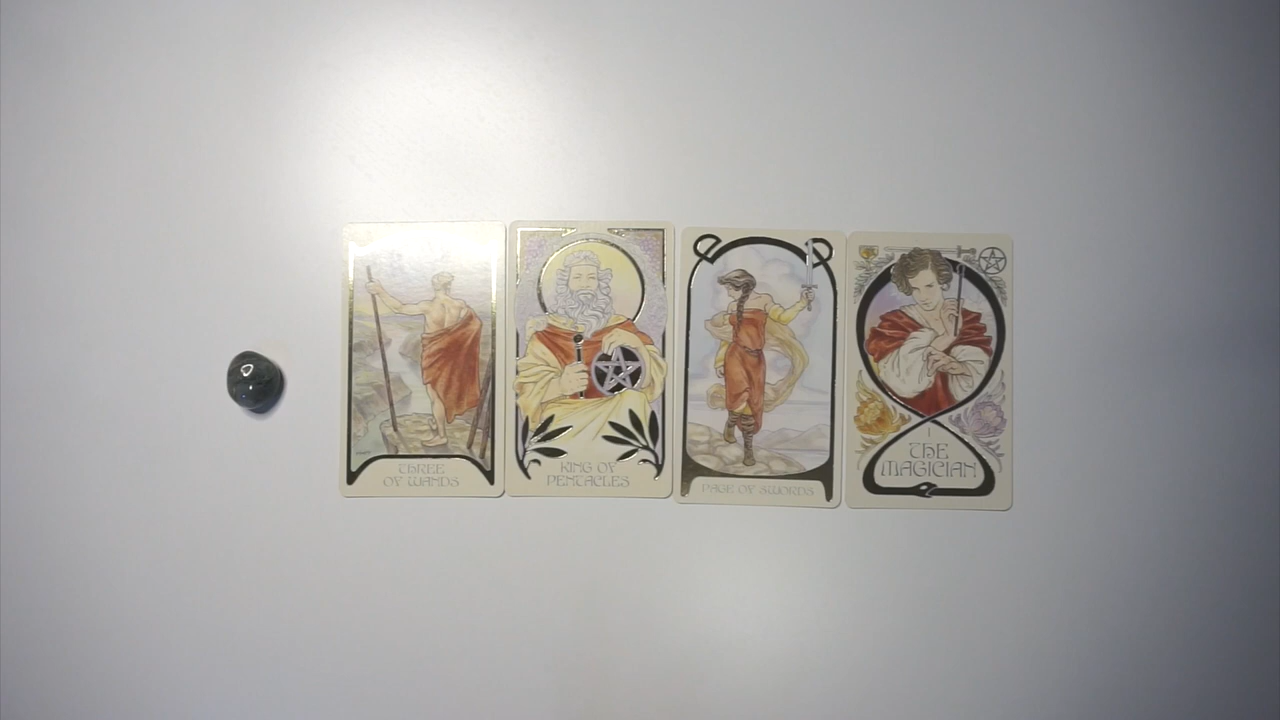 THREE
OF WANDS
KING OF
PENTACLES
PAGE OF SWORDS
I
THE
MAGICIAN